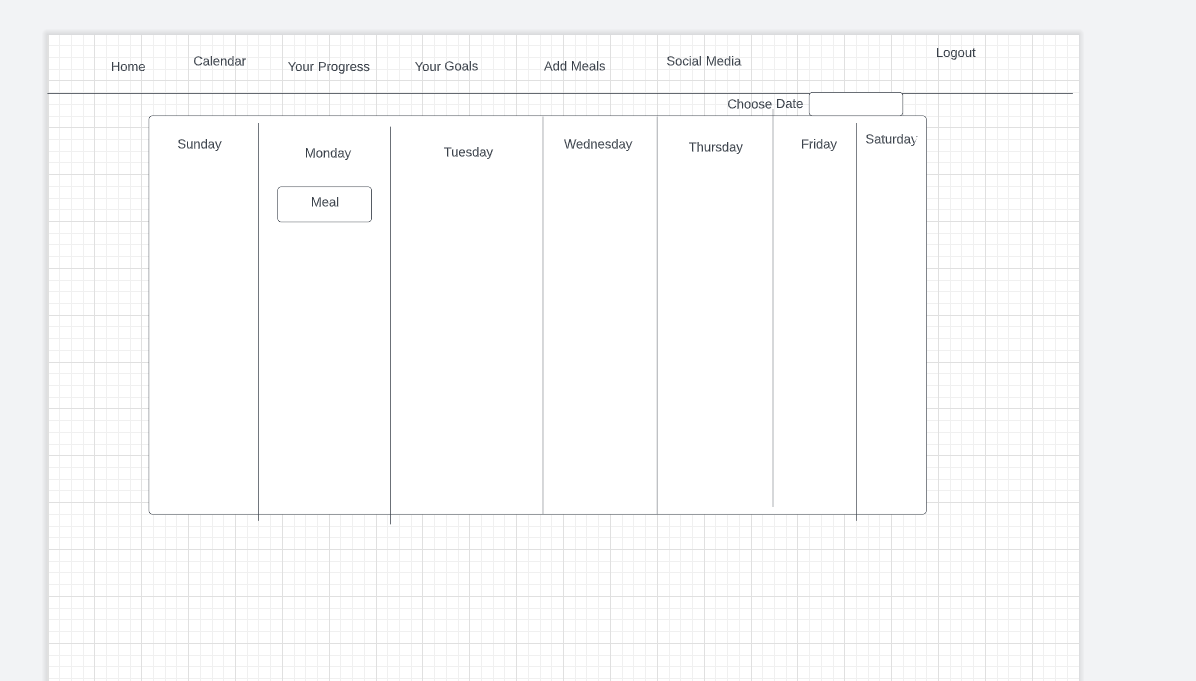 Home Calendar Your Progress Your Goals Add Meals Social Media Logout
Choose Date
Sunday Monday Tuesday Wednesday Thursday Friday Saturday
Meal